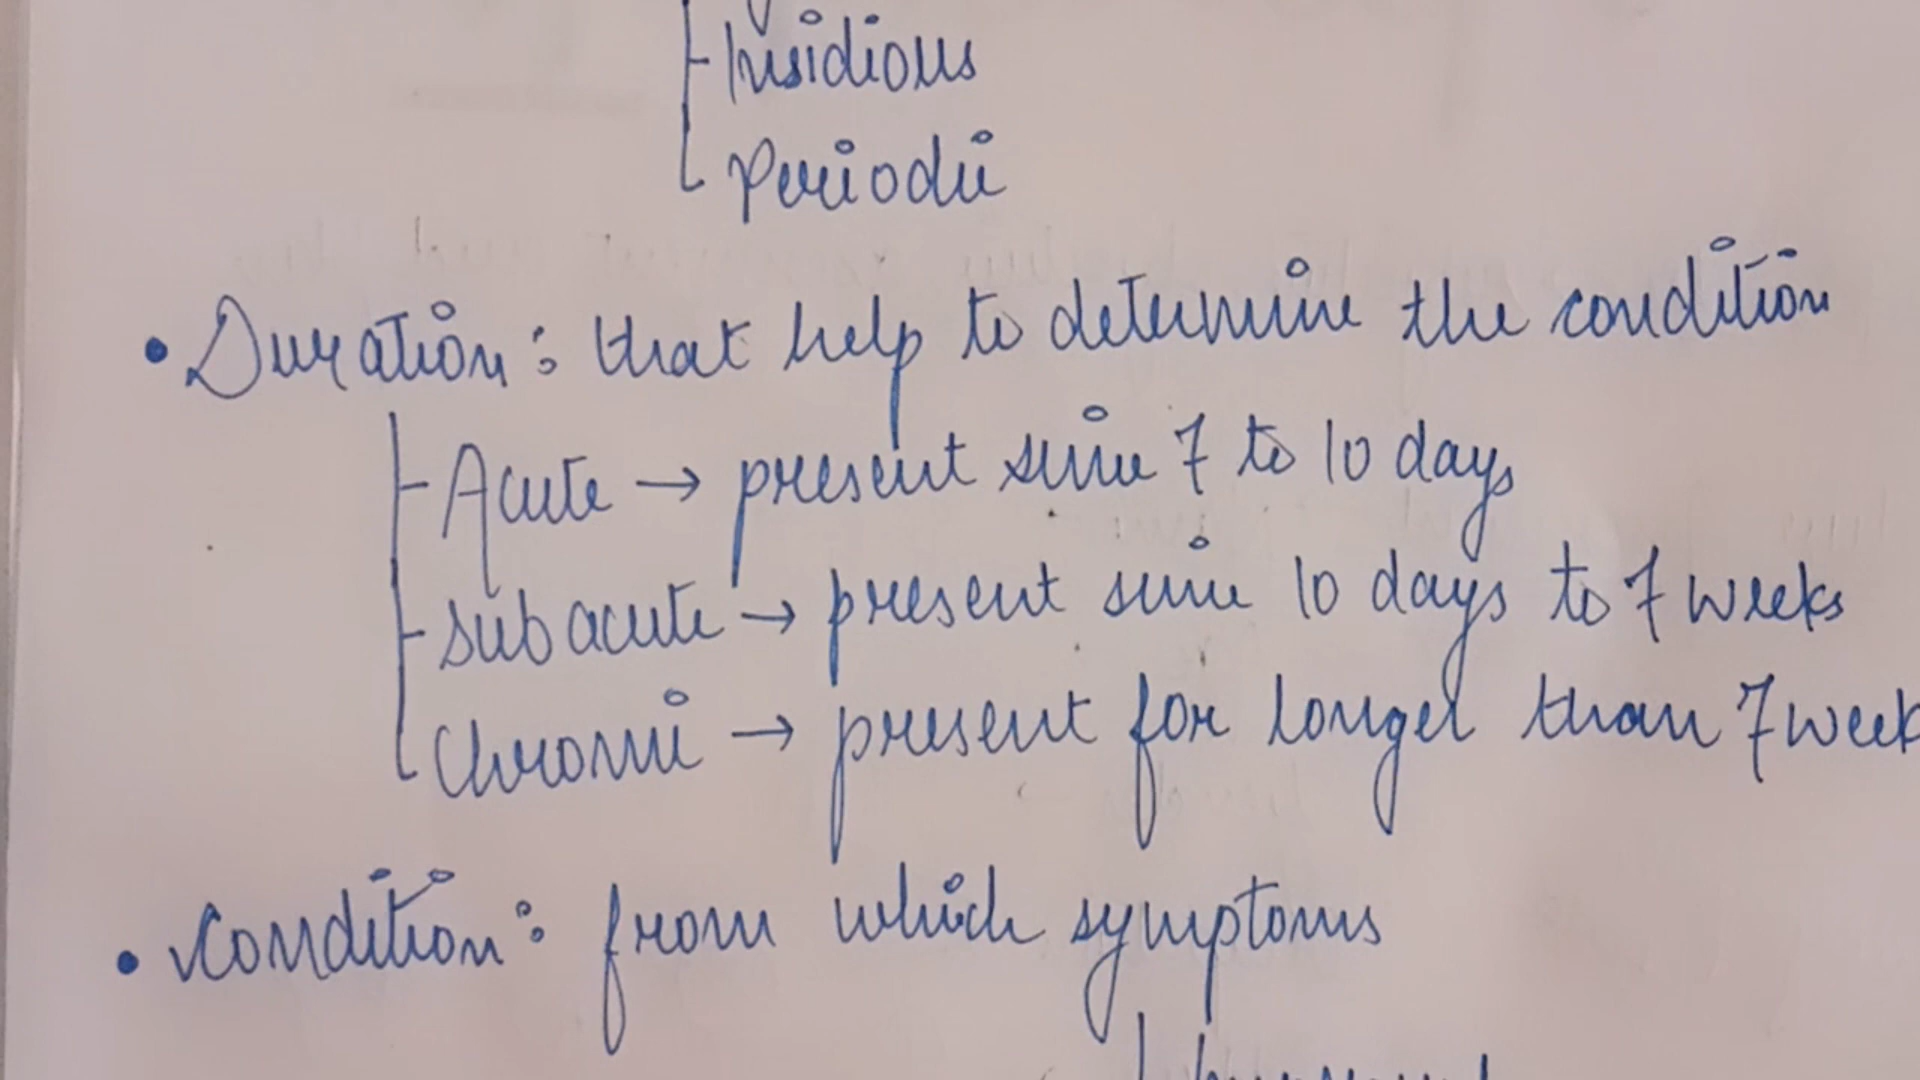 Insidious
Periodic
• Duration : that help to determine the condition
Acute → present since 7 to 10 days
subacute → present since 10 days to 7 weeks
Chronic → present for longer than 7 week
• Condition : from which symptoms